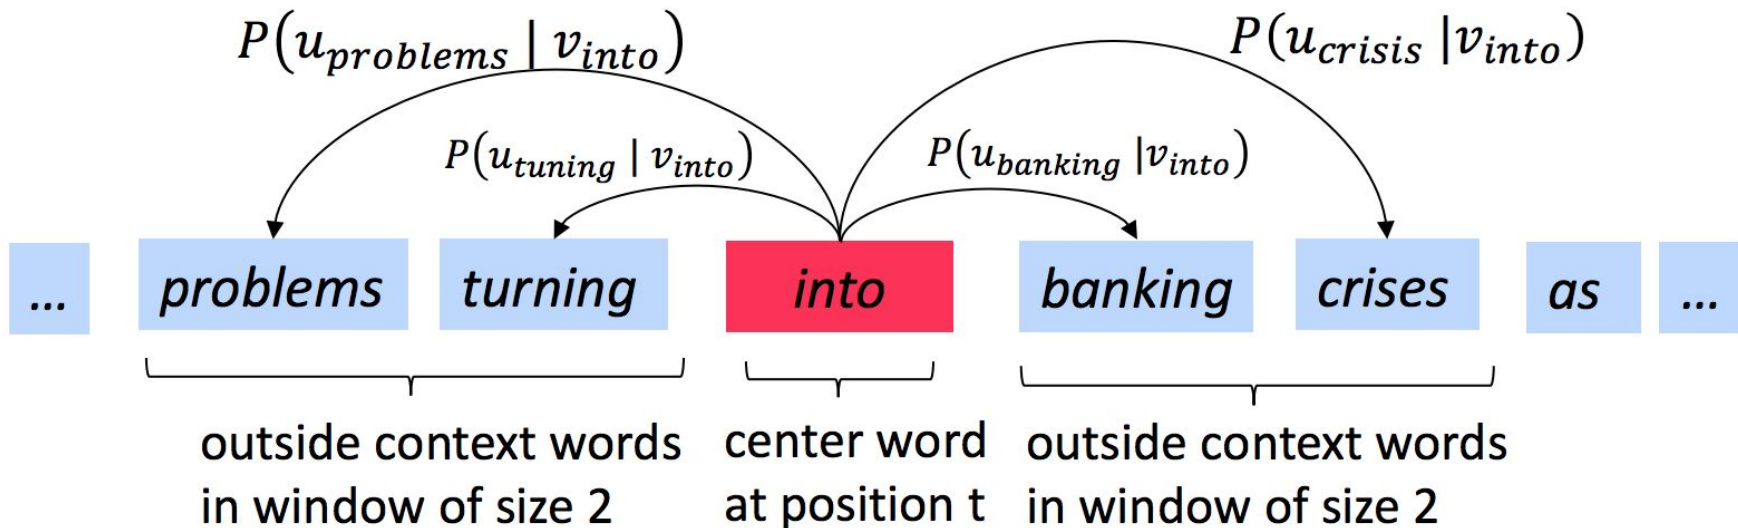 P(u_problems | v_into)
P(u_crisis |v_into)
P(u_tuning | v_into)
P(u_banking |v_into)
... problems turning into banking crises as ...
outside context words center word outside context words
in window of size 2 at position t in window of size 2